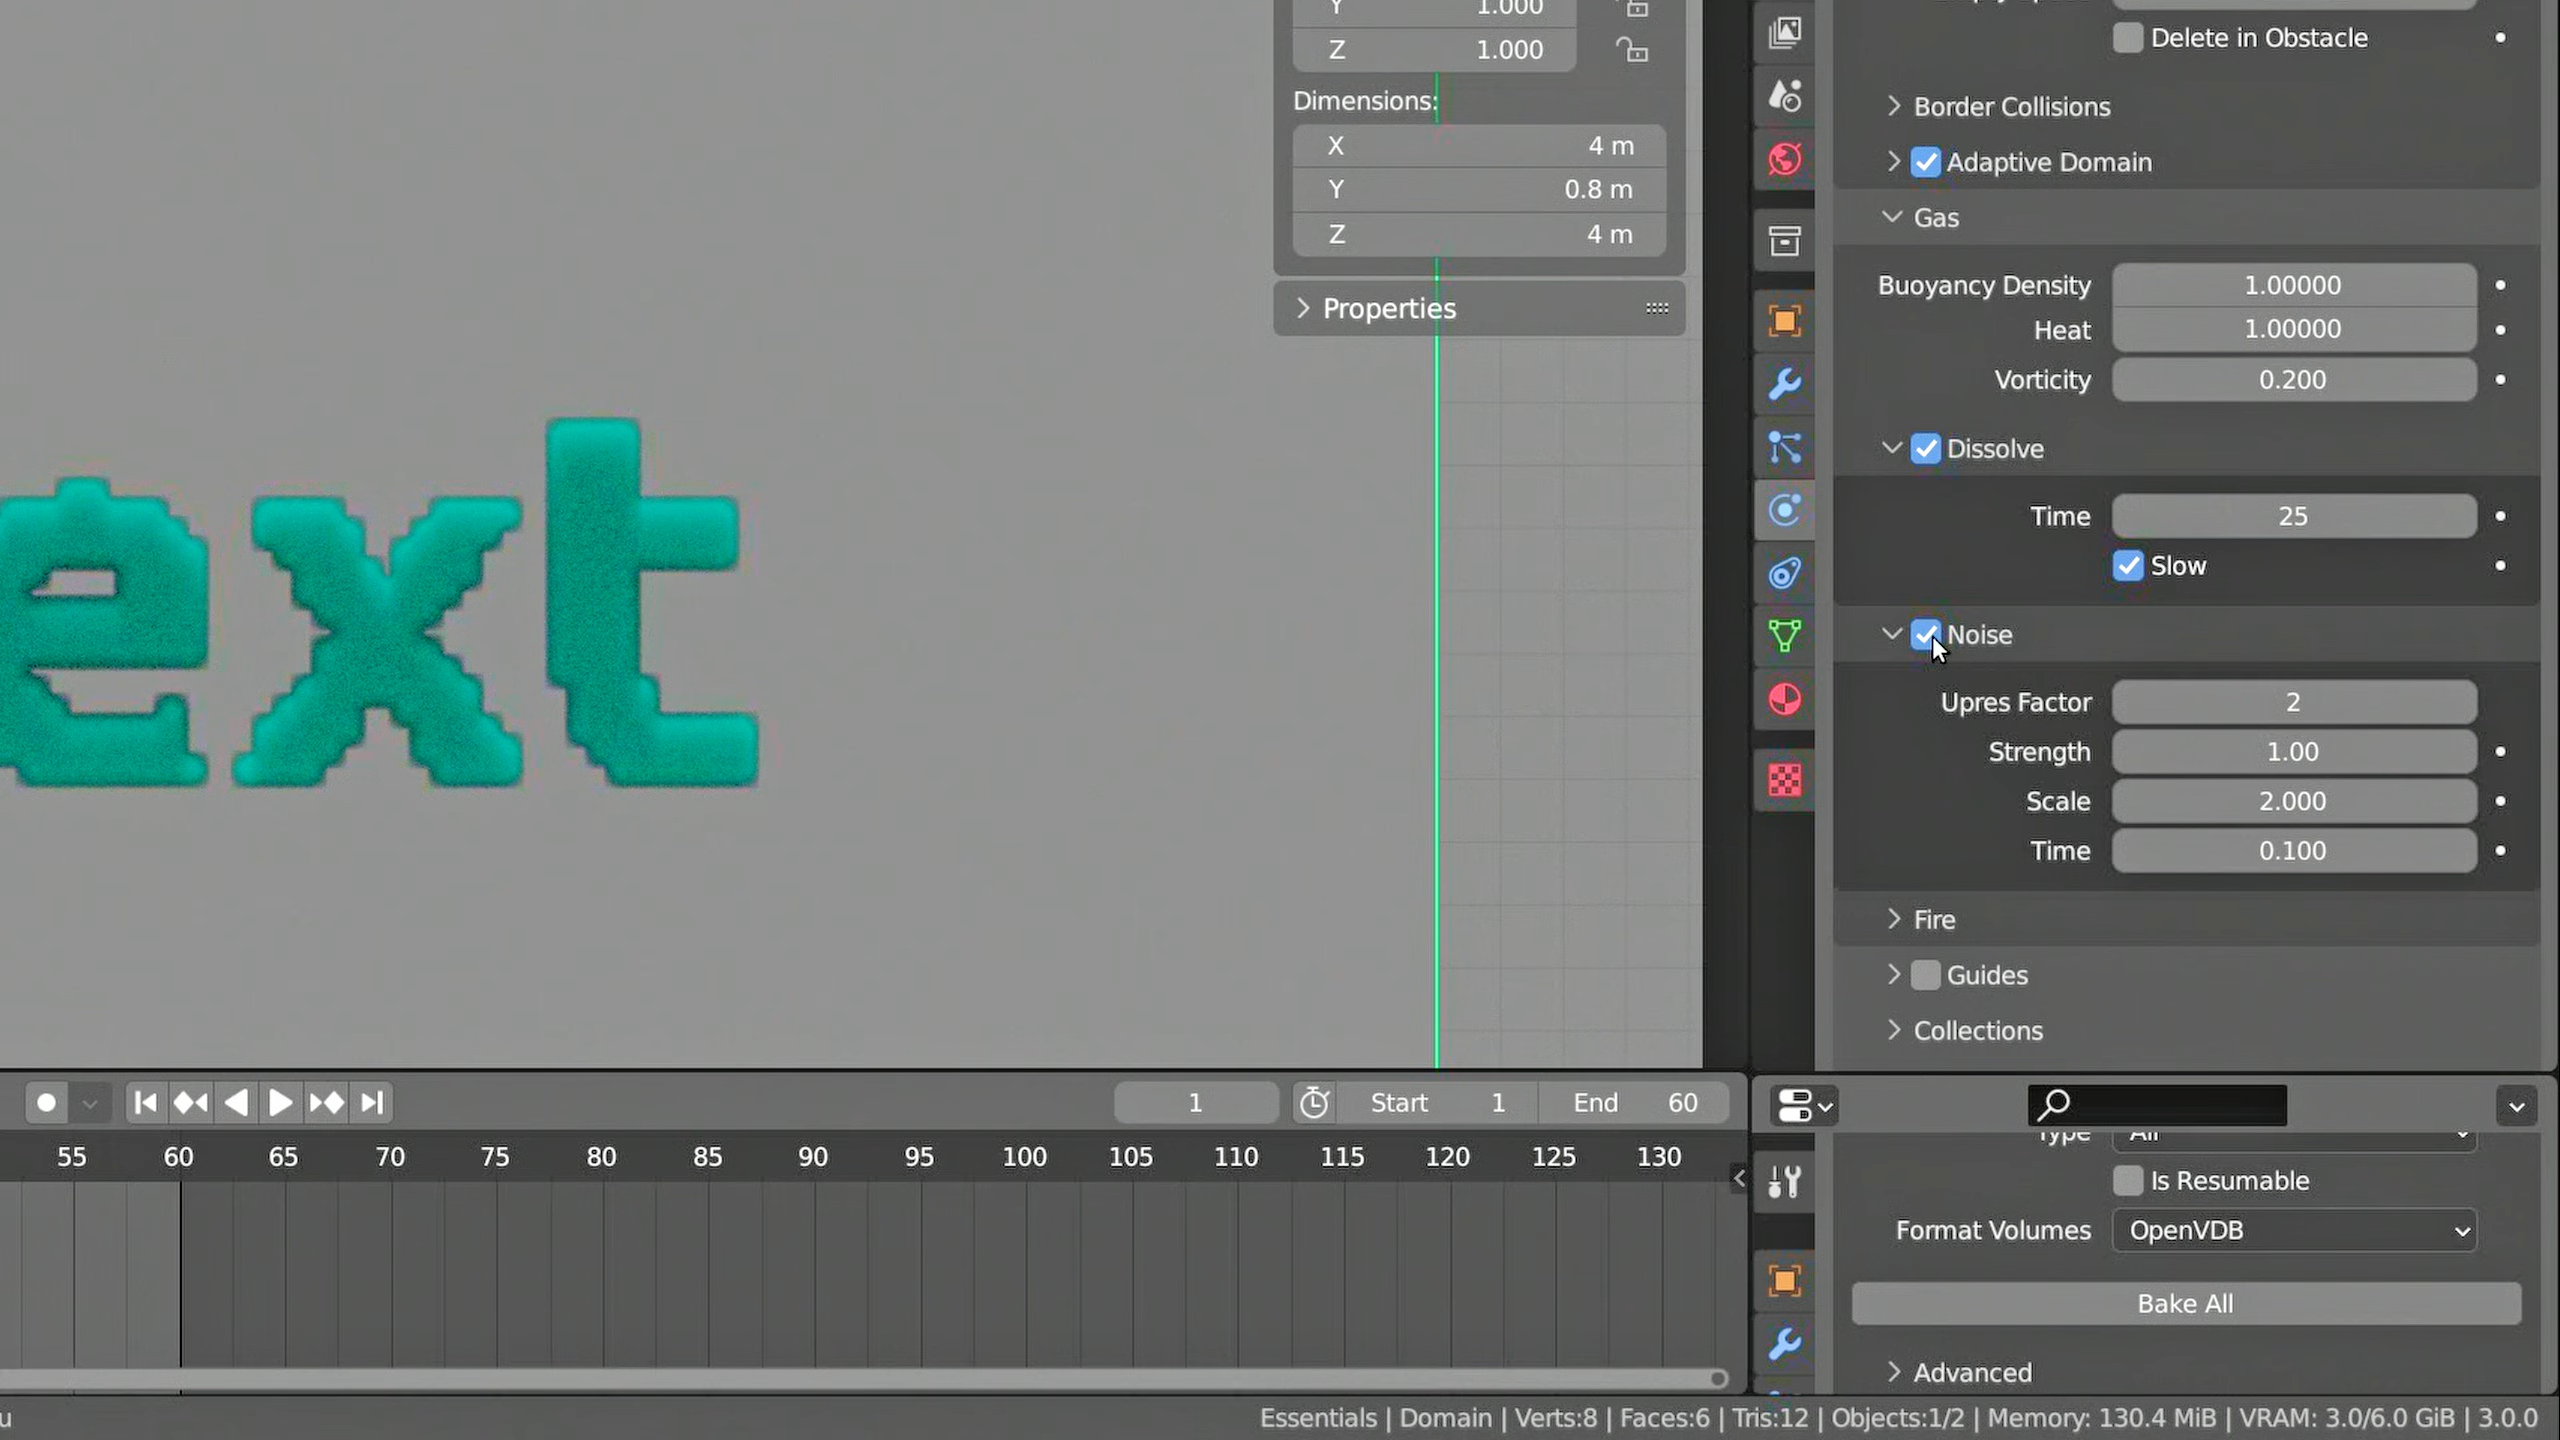 Y 1.000
Z 1.000
Dimensions:
X 4 m
Y 0.8 m
Z 4 m
Properties
ext
Delete in Obstacle
Border Collisions
Adaptive Domain
Gas
Buoyancy Density 1.00000
Heat 1.00000
Vorticity 0.200
Dissolve
Time 25
Slow
Noise
Upres Factor 2
Strength 1.00
Scale 2.000
Time 0.100
Fire
Guides
Collections
1 Start 1 End 60
55 60 65 70 75 80 85 90 95 100 105 110 115 120 125 130
Type All
Is Resumable
Format Volumes OpenVDB
Bake All
Advanced
u
Essentials | Domain | Verts:8 | Faces:6 | Tris:12 | Objects:1/2 | Memory: 130.4 MiB | VRAM: 3.0/6.0 GiB | 3.0.0